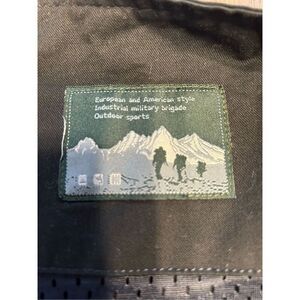 European and American style
Industrial military brigade
Outdoor sports